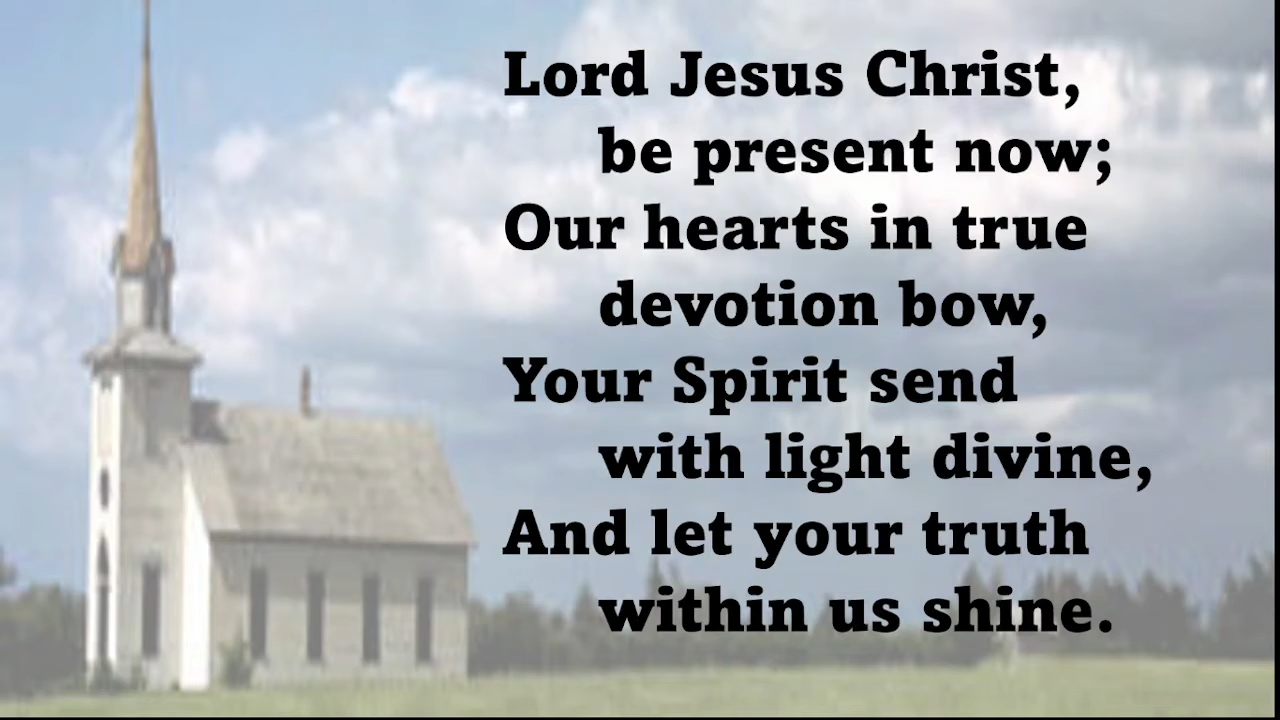 Lord Jesus Christ,
be present now;
Our hearts in true
devotion bow,
Your Spirit send
with light divine,
And let your truth
within us shine.